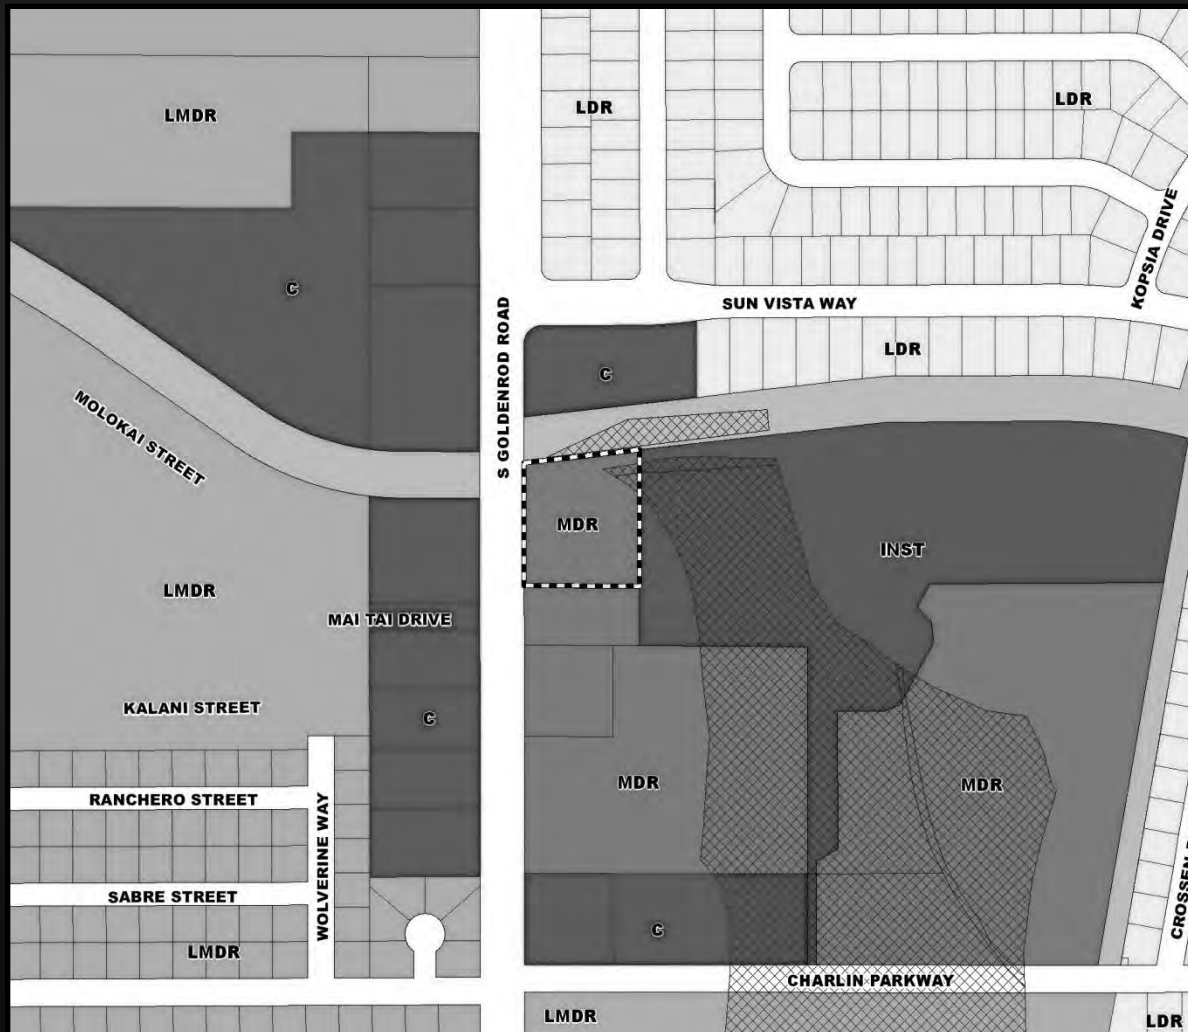 LDR
LDR
LMDR
KOPSIA DRIVE
C
SUN VISTA WAY
S GOLDENROD ROAD
LDR
C
MOLOKAI STREET
MDR
INST
LMDR
MAI TAI DRIVE
KALANI STREET
C
MDR
MDR
RANCHERO STREET
WOLVERINE WAY
SABRE STREET
CROSSEN
C
LMDR
CHARLIN PARKWAY
LMDR
LDR